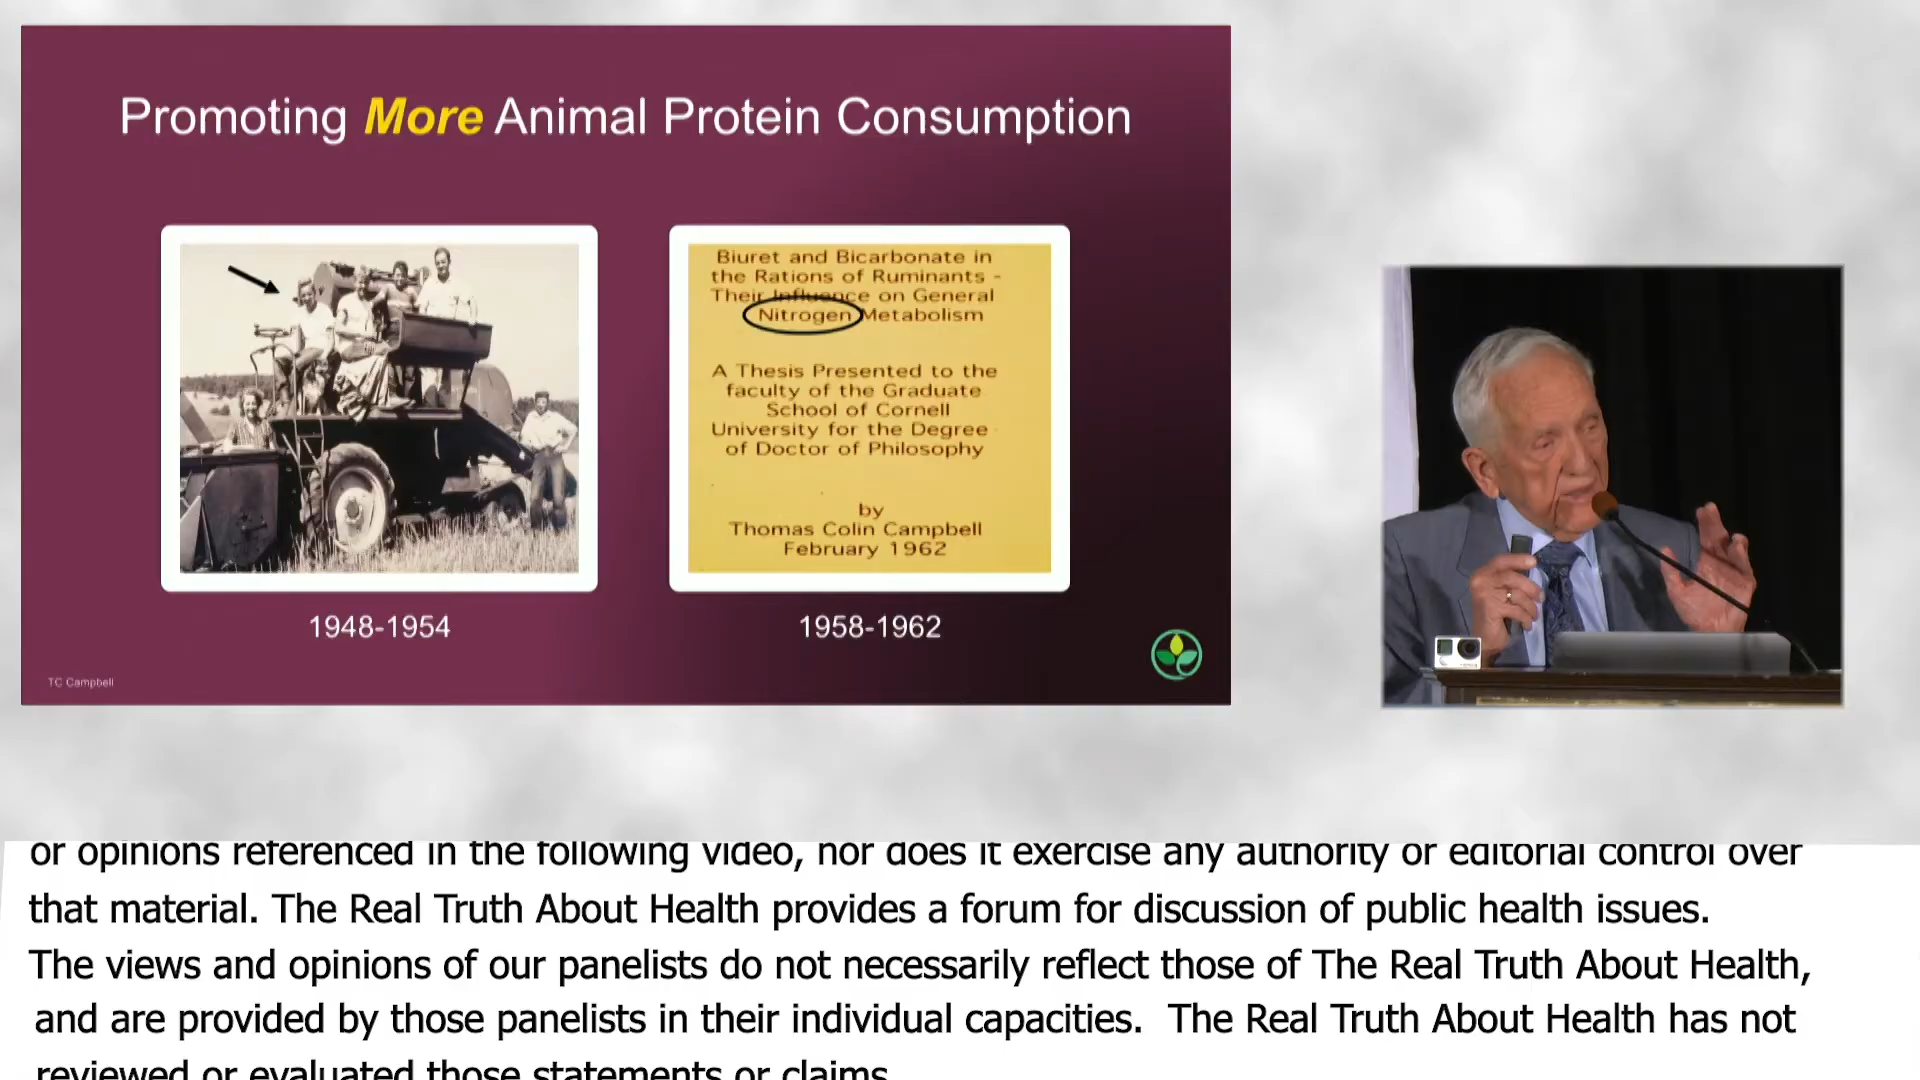 Promoting More Animal Protein Consumption
Biuret and Bicarbonate in
the Rations of Ruminants -
Their Influence on General
Nitrogen Metabolism
A Thesis Presented to the
faculty of the Graduate
School of Cornell
University for the Degree
of Doctor of Philosophy
by
Thomas Colin Campbell
February 1962
1948-1954
1958-1962
TC Campbell
or opinions referenced in the following video, nor does it exercise any authority or editorial control over
that material. The Real Truth About Health provides a forum for discussion of public health issues.
The views and opinions of our panelists do not necessarily reflect those of The Real Truth About Health,
and are provided by those panelists in their individual capacities. The Real Truth About Health has not
reviewed or evaluated those statements or claims.